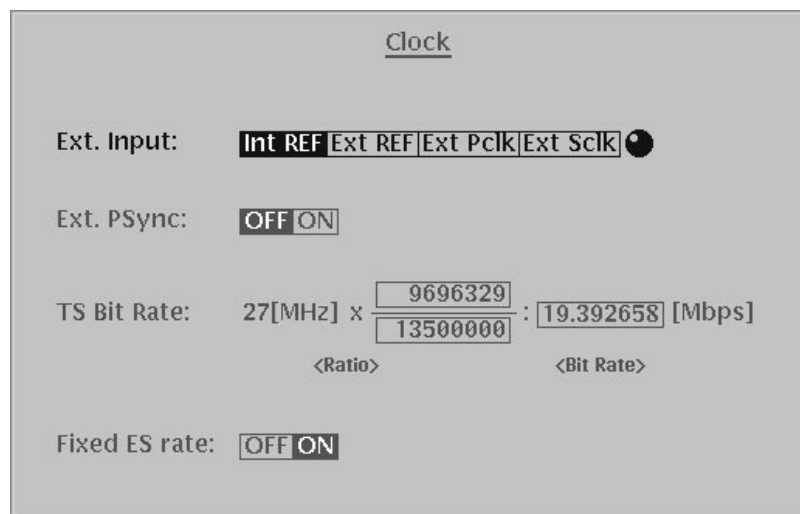 Clock
Ext. Input: Int REF Ext REF Ext Pclk Ext Sclk
Ext. PSync: OFF ON
TS Bit Rate: 27[MHz] x 9696329 / 13500000 : 19.392658 [Mbps]
<Ratio> <Bit Rate>
Fixed ES rate: OFF ON